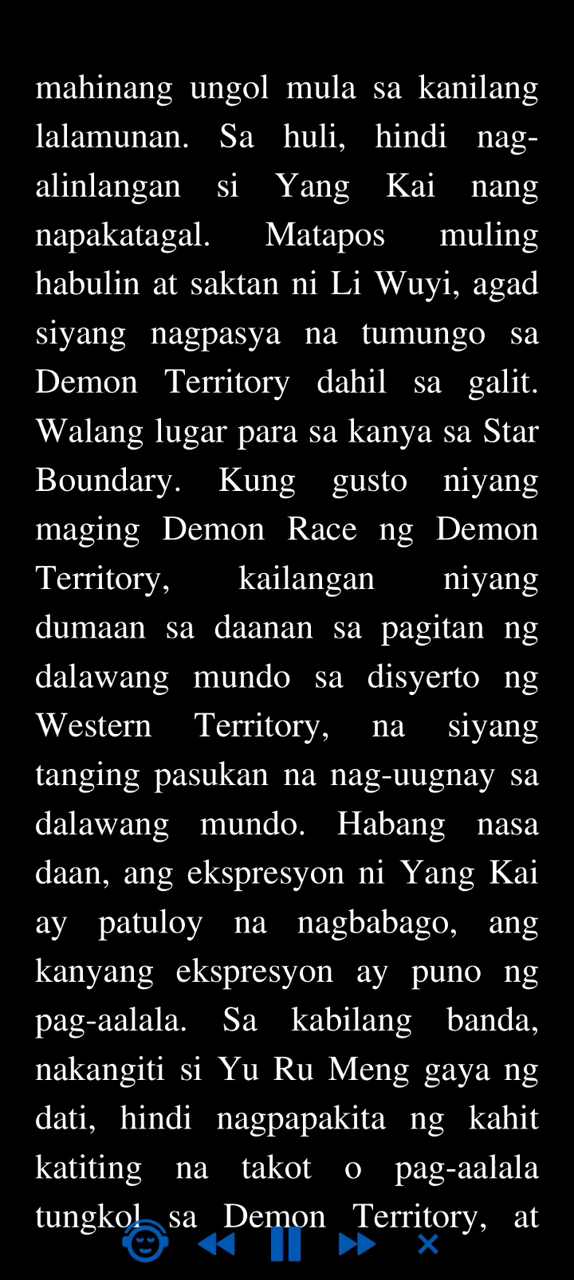 mahinang ungol mula sa kanilang
lalamunan. Sa huli, hindi nag-
alinlangan si Yang Kai nang
napakatagal. Matapos muling
habulin at saktan ni Li Wuyi, agad
siyang nagpasya na tumungo sa
Demon Territory dahil sa galit.
Walang lugar para sa kanya sa Star
Boundary. Kung gusto niyang
maging Demon Race ng Demon
Territory, kailangan niyang
dumaan sa daanan sa pagitan ng
dalawang mundo sa disyerto ng
Western Territory, na siyang
tanging pasukan na nag-uugnay sa
dalawang mundo. Habang nasa
daan, ang ekspresyon ni Yang Kai
ay patuloy na nagbabago, ang
kanyang ekspresyon ay puno ng
pag-aalala. Sa kabilang banda,
nakangiti si Yu Ru Meng gaya ng
dati, hindi nagpapakita ng kahit
katiting na takot o pag-aalala
tungkol sa Demon Territory, at